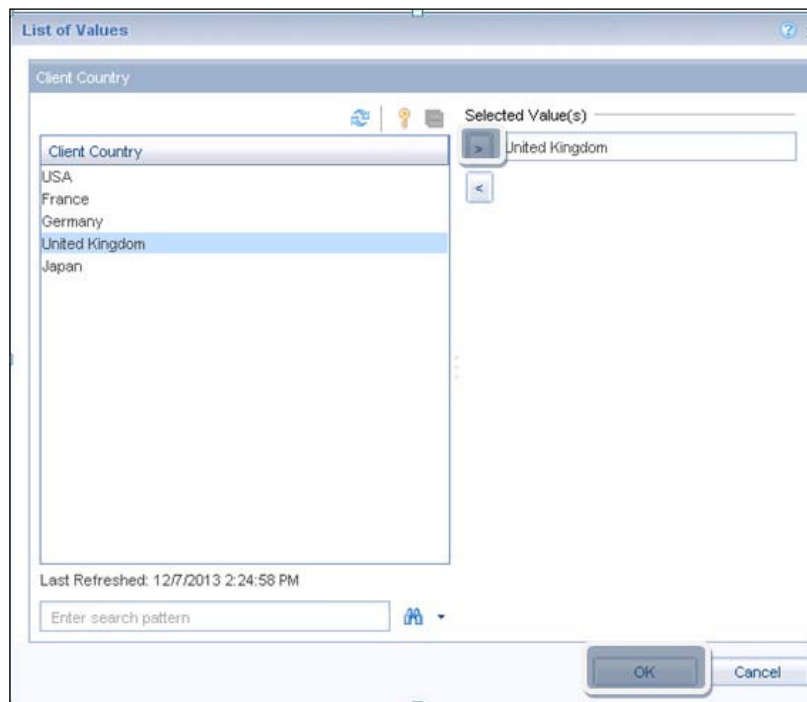 List of Values
Client Country
Selected Value(s)
Client Country
> United Kingdom
USA
<
France
Germany
United Kingdom
Japan
Last Refreshed: 12/7/2013 2:24:58 PM
Enter search pattern
OK Cancel